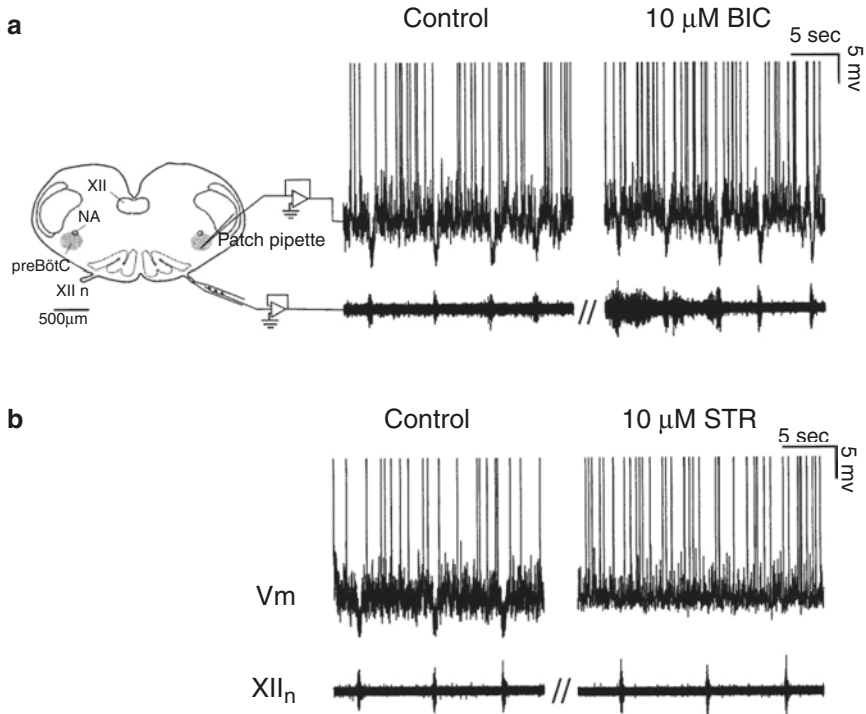 a
Control
10 μM BIC
5 sec
5 mv
XII
NA
Patch pipette
preBötC
XII n
500μm
//
b
Control
10 μM STR
5 sec
5 mv
Vm
XIIn
//